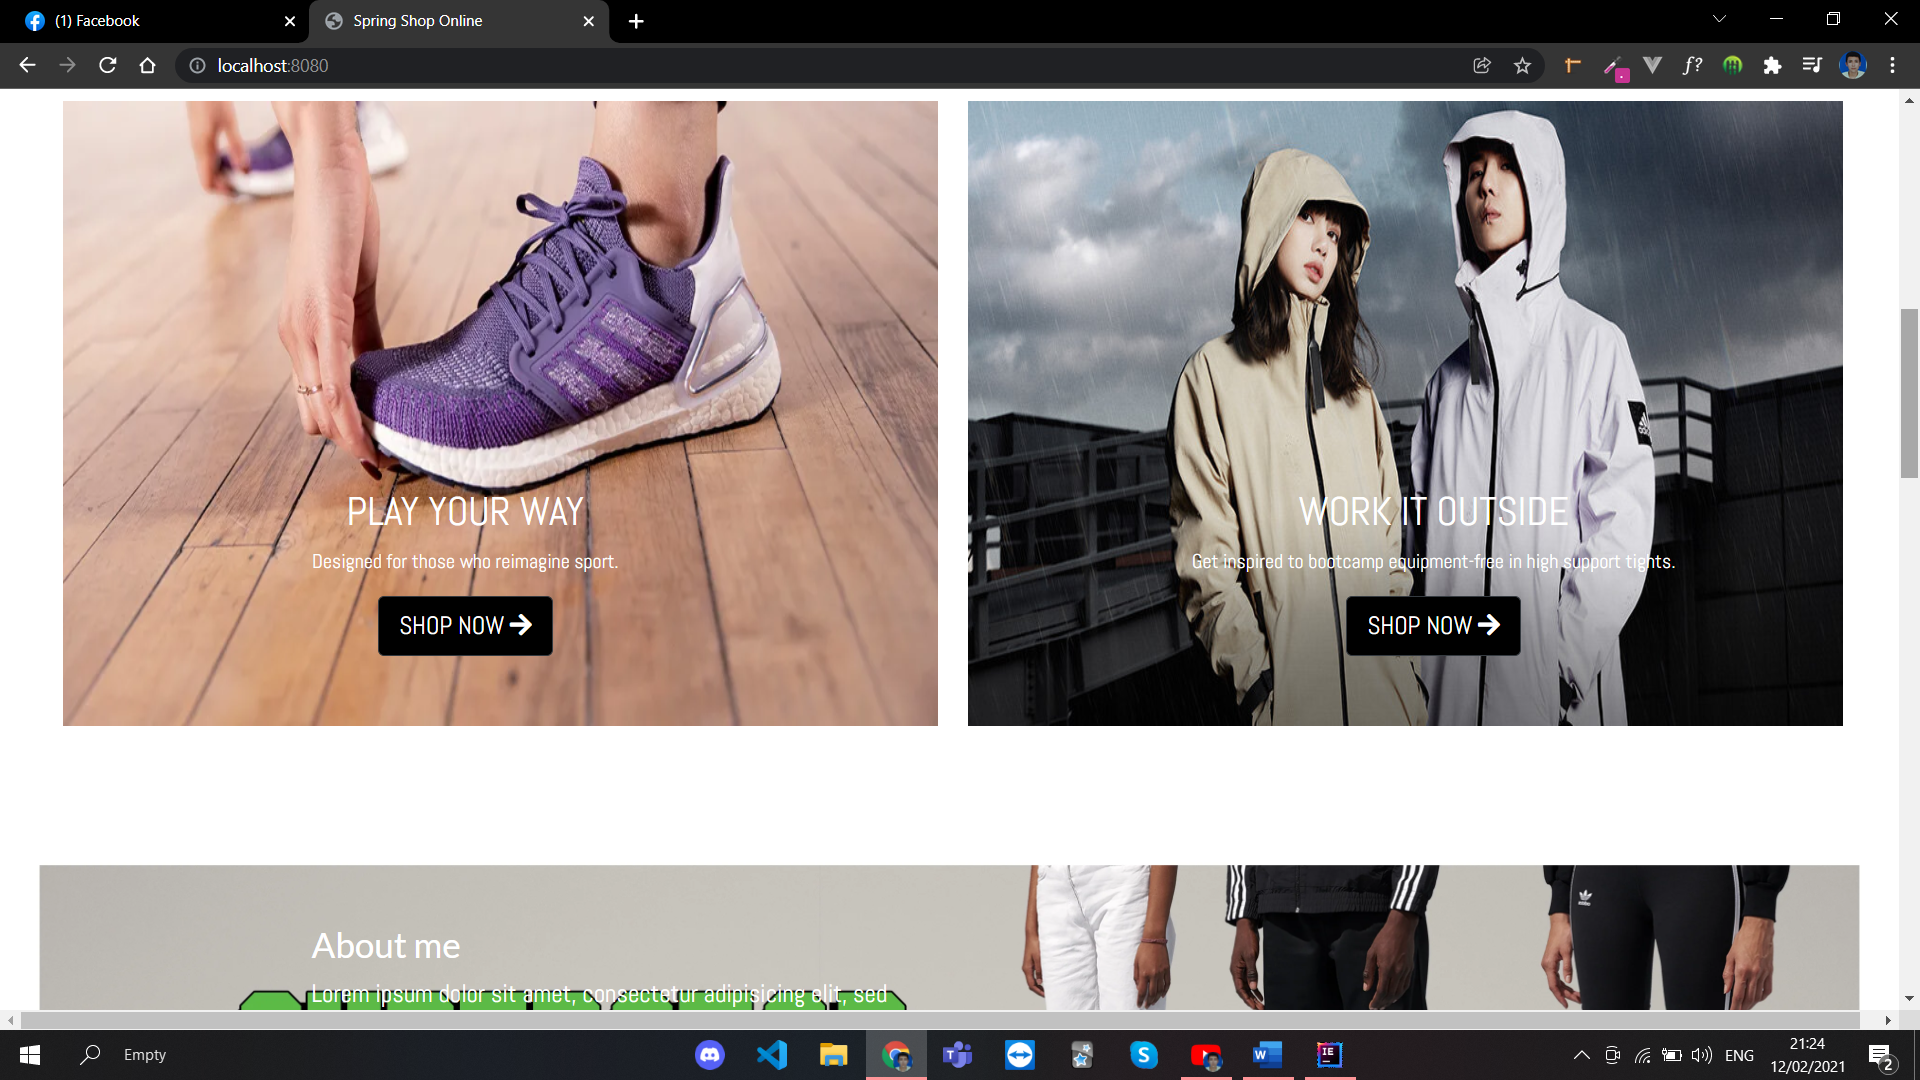 (1) Facebook
Spring Shop Online
localhost:8080
f?
PLAY YOUR WAY
Designed for those who reimagine sport.
SHOP NOW
WORK IT OUTSIDE
Get inspired to bootcamp equipment-free in high support tights.
SHOP NOW
About me
Lorem ipsum dolor sit amet, consectetur adipisicing elit, sed
Empty
ENG
21:24
12/02/2021
2